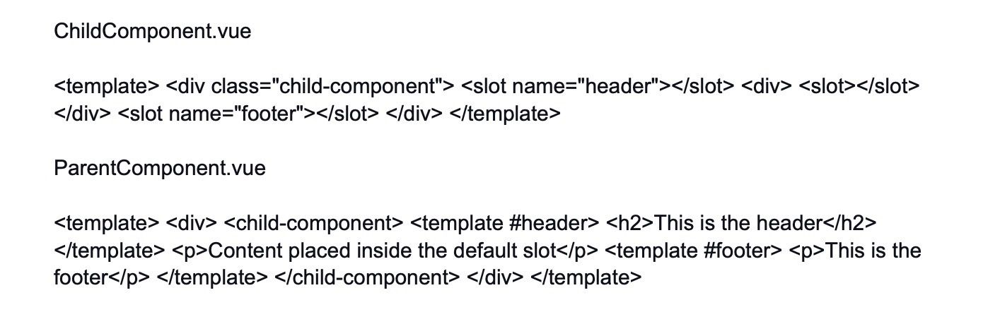 ChildComponent.vue
<template> <div class="child-component"> <slot name="header"></slot> <div> <slot></slot>
</div> <slot name="footer"></slot> </div> </template>
ParentComponent.vue
<template> <div> <child-component> <template #header> <h2>This is the header</h2>
</template> <p>Content placed inside the default slot</p> <template #footer> <p>This is the
footer</p> </template> </child-component> </div> </template>